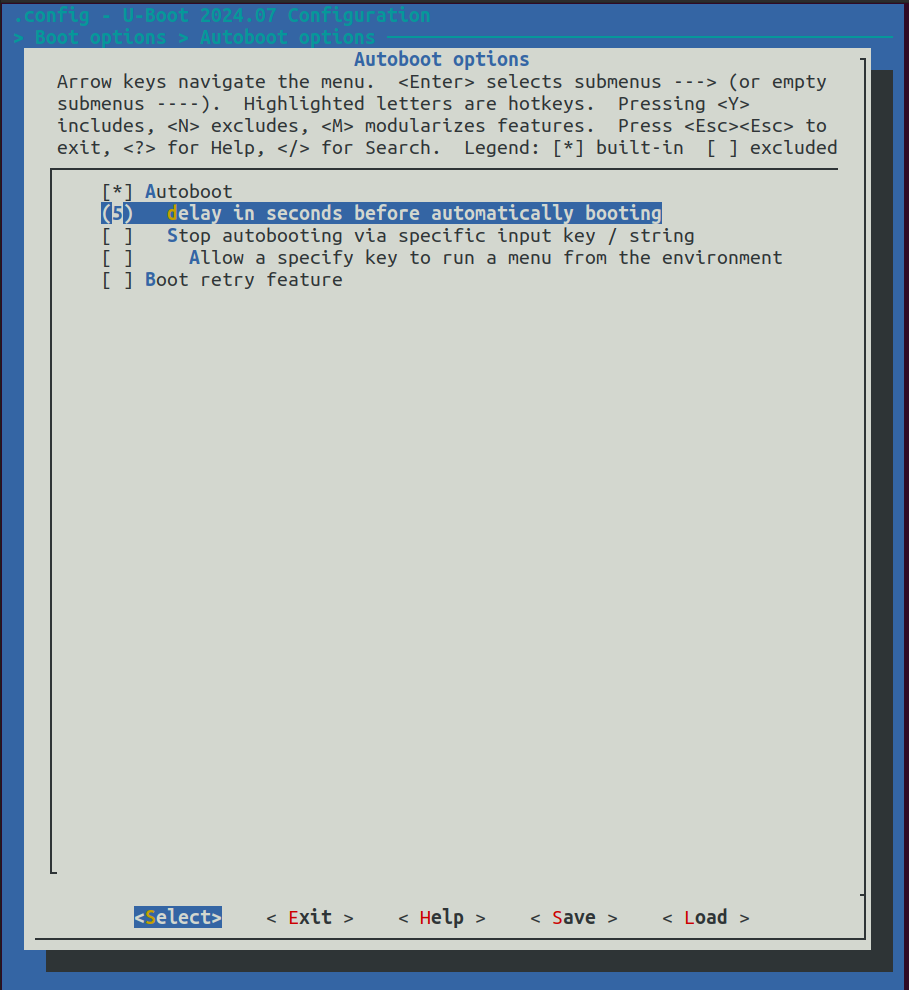 .config - U-Boot 2024.07 Configuration
> Boot options > Autoboot options
Autoboot options
Arrow keys navigate the menu.  <Enter> selects submenus ---> (or empty
submenus ----).  Highlighted letters are hotkeys.  Pressing <Y>
includes, <N> excludes, <M> modularizes features.  Press <Esc><Esc> to
exit, <?> for Help, </> for Search.  Legend: [*] built-in  [ ] excluded
[*] Autoboot
(5)   delay in seconds before automatically booting
[ ]   Stop autobooting via specific input key / string
[ ]     Allow a specify key to run a menu from the environment
[ ] Boot retry feature
<Select>    < Exit >    < Help >    < Save >    < Load >